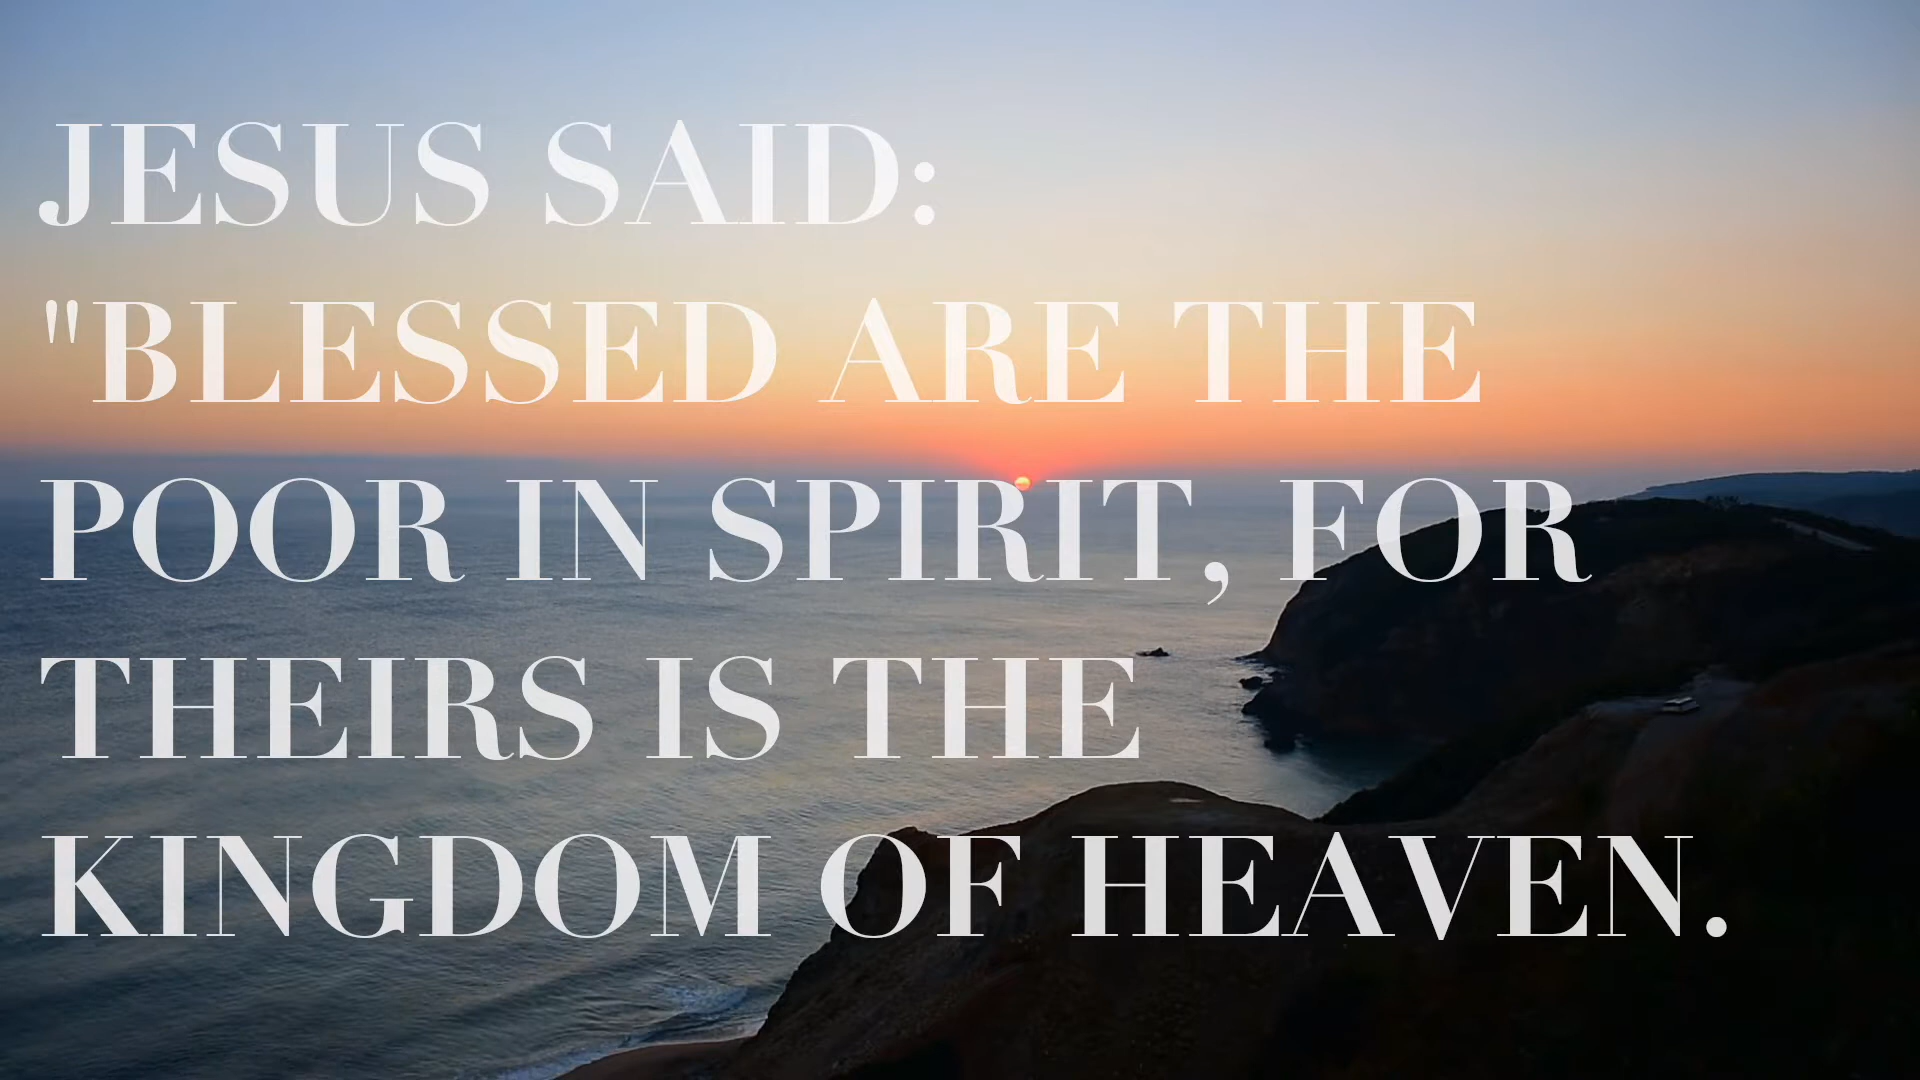 JESUS SAID:
"BLESSED ARE THE
POOR IN SPIRIT, FOR
THEIRS IS THE
KINGDOM OF HEAVEN.